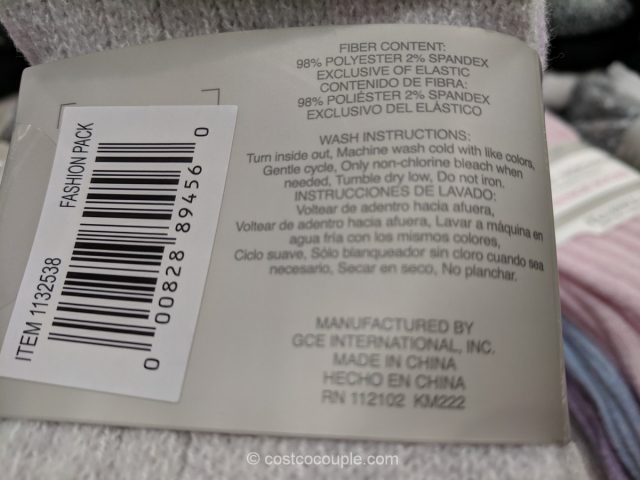 FIBER CONTENT:
98% POLYESTER 2% SPANDEX
EXCLUSIVE OF ELASTIC
CONTENIDO DE FIBRA:
98% POLIÉSTER 2% SPANDEX
EXCLUSIVO DEL ELÁSTICO
WASH INSTRUCTIONS:
Turn inside out, Machine wash cold with like colors,
Gentle cycle, Only non-chlorine bleach when
needed, Tumble dry low, Do not iron.
INSTRUCCIONES DE LAVADO:
Voltear de adentro hacia afuera,
Voltear de adentro hacia afuera, Lavar a máquina en
agua fria con los mismos colores,
Ciclo suave, Sólo blanqueador sin cloro cuando sea
necesario, Secar en seco, No planchar.
MANUFACTURED BY
GCE INTERNATIONAL, INC.
MADE IN CHINA
HECHO EN CHINA
RN 112102 KM222
FASHION PACK
0 00828 89456 0
ITEM 1132538
© costcocouple.com